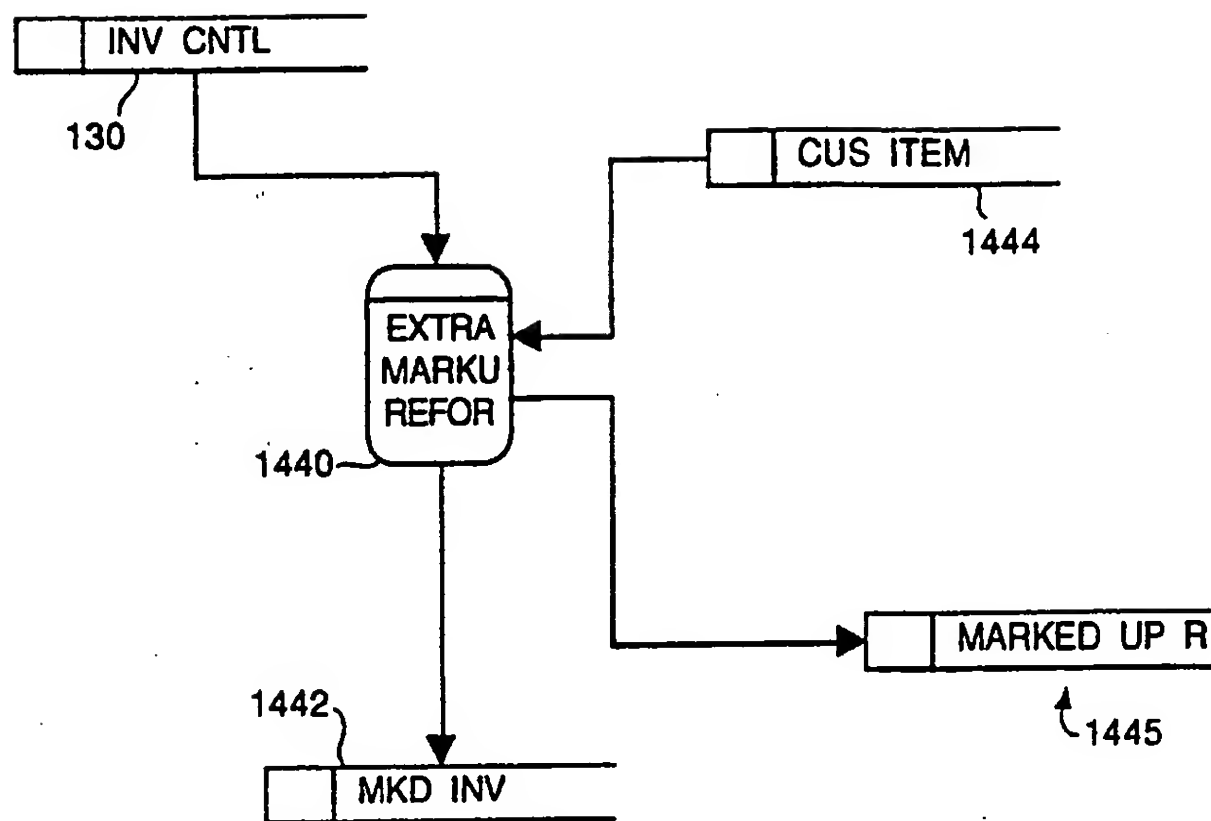 INV CNTL
130
CUS ITEM
1444
EXTRA
MARKU
REFOR
1440
MARKED UP R
1445
1442
MKD INV